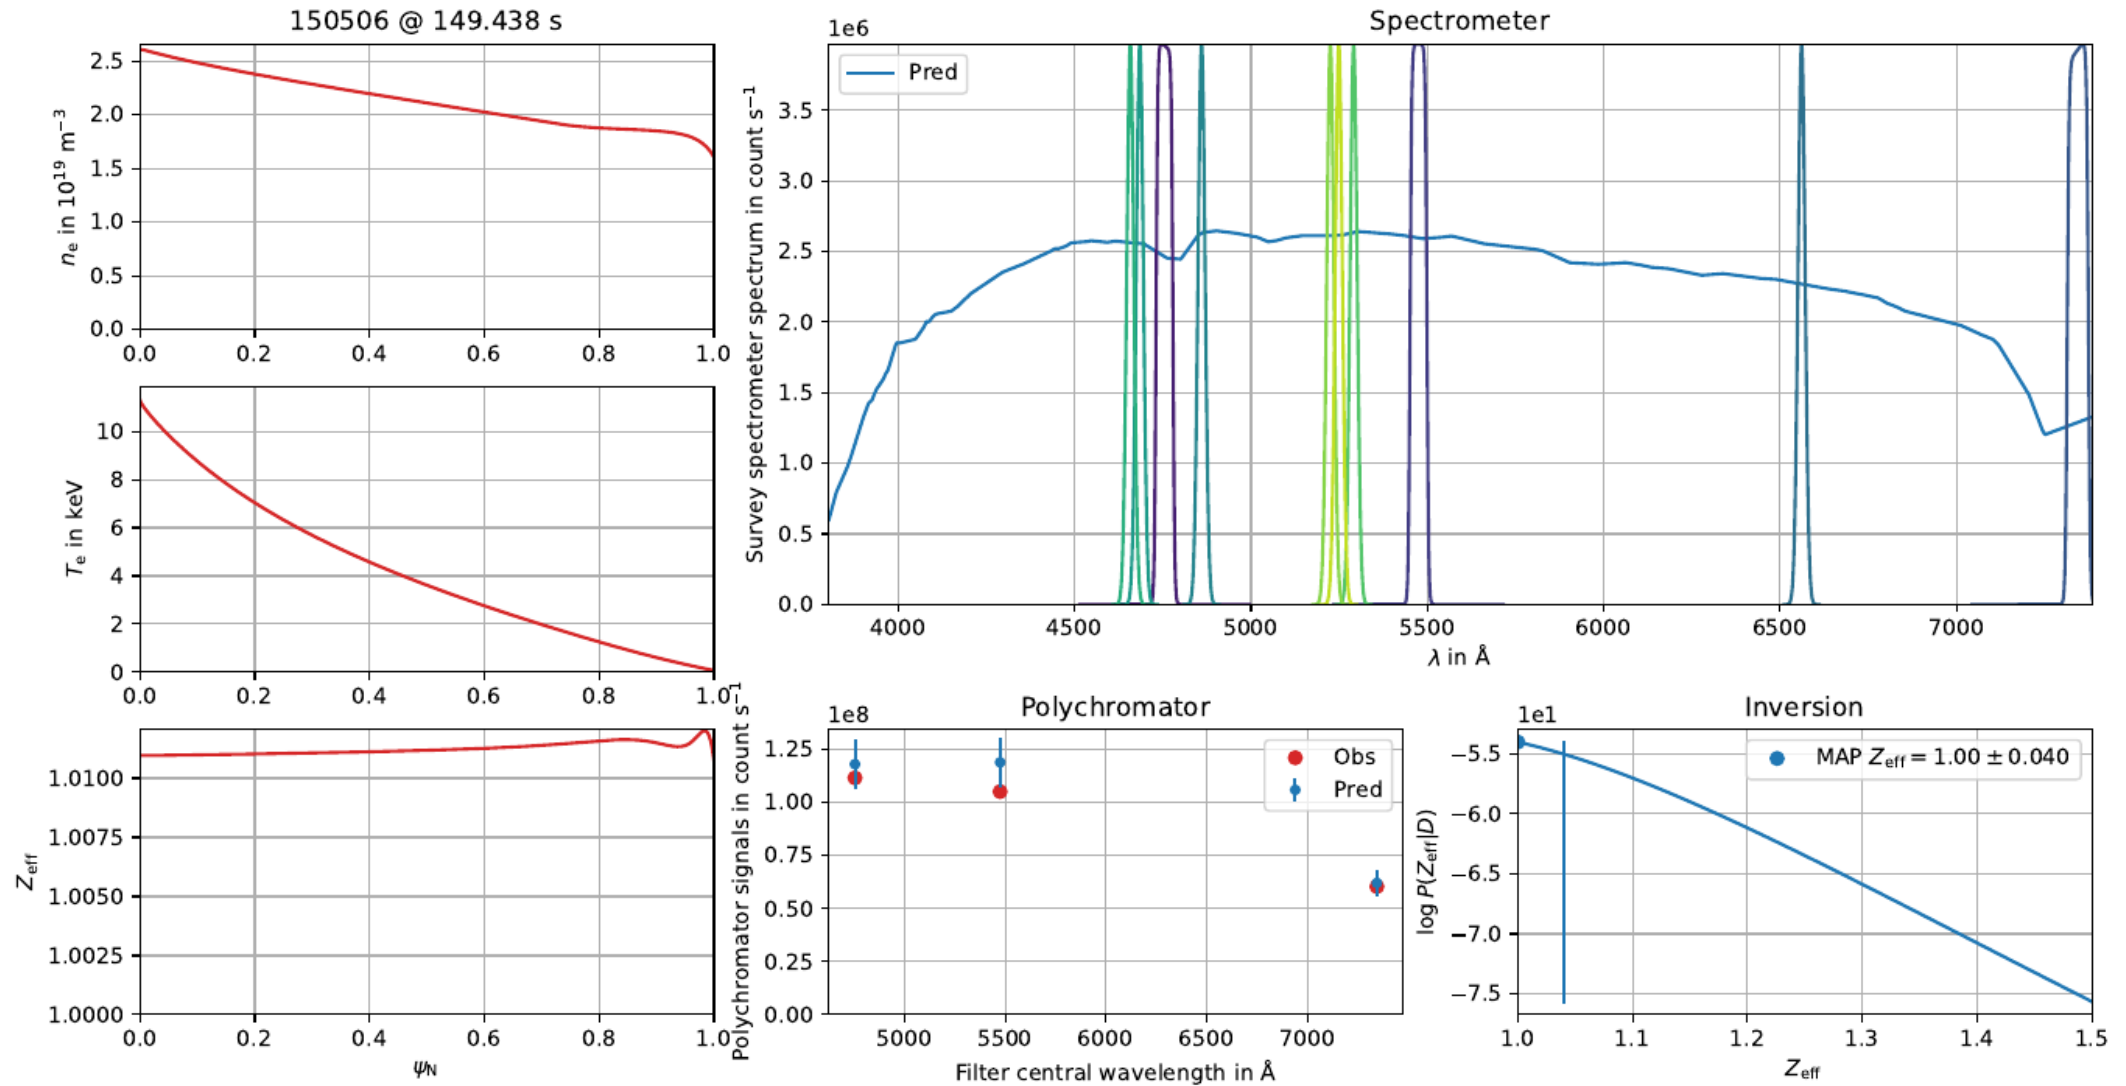 150506 @ 149.438 s
2.5
2.0
1.5
1.0
0.5
0.0
nₑ in 10¹⁹ m⁻³
0.0 0.2 0.4 0.6 0.8 1.0
10
8
6
4
2
0
Tₑ in keV
0.0 0.2 0.4 0.6 0.8 1.0
1.0100
1.0075
1.0050
1.0025
1.0000
Z_eff
0.0 0.2 0.4 0.6 0.8 1.0
ψ_N
Spectrometer
1e6
Pred
3.5
3.0
2.5
2.0
1.5
1.0
0.5
0.0
Survey spectrometer spectrum in count s⁻¹
4000 4500 5000 5500 6000 6500 7000
λ in Å
Polychromator
1e8
Obs
Pred
1.25
1.00
0.75
0.50
0.25
0.00
Polychromator signals in count s⁻¹
5000 5500 6000 6500 7000
Filter central wavelength in Å
Inversion
1e1
MAP Z_eff = 1.00 ± 0.040
−5.5
−6.0
−6.5
−7.0
−7.5
log P(Z_eff|D)
1.0 1.1 1.2 1.3 1.4 1.5
Z_eff